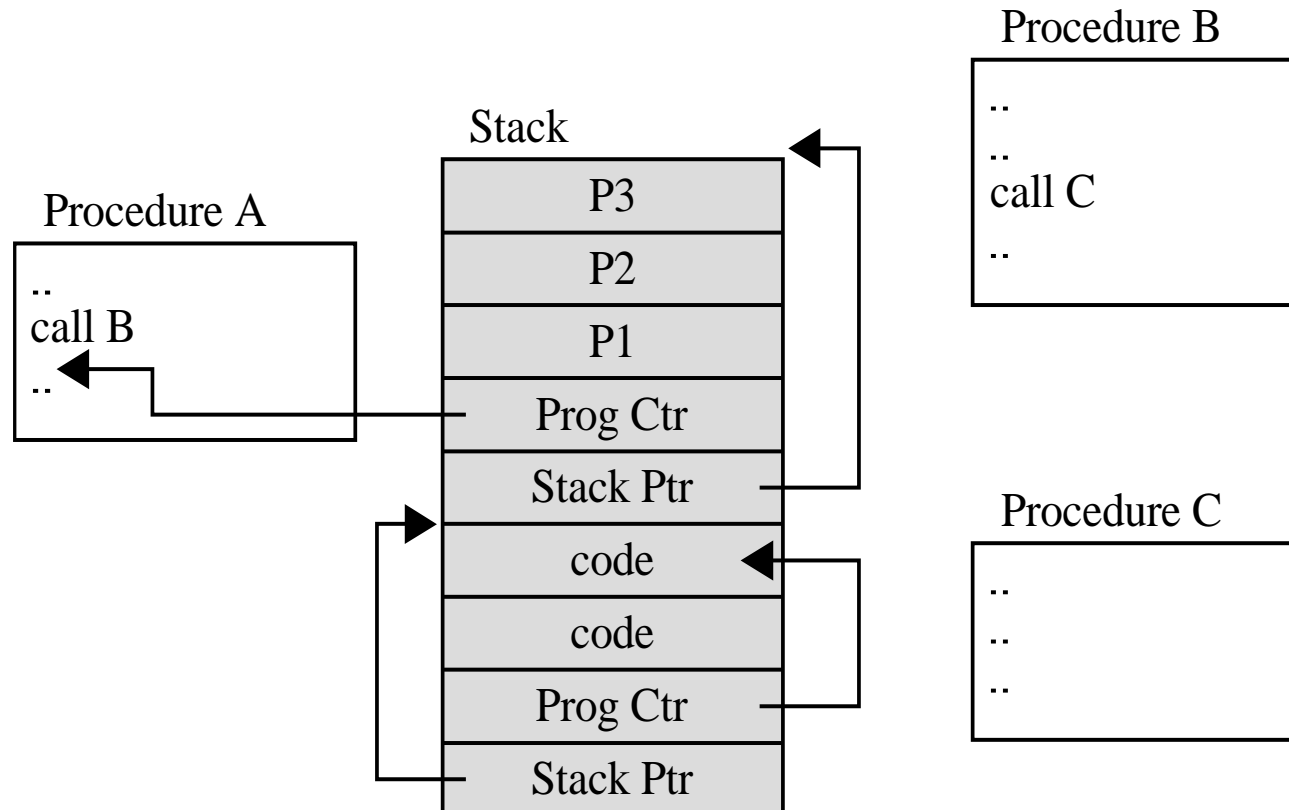 Procedure A
..
call B
..
Stack
P3
P2
P1
Prog Ctr
Stack Ptr
code
code
Prog Ctr
Stack Ptr
Procedure B
..
..
call C
..
Procedure C
..
..
..